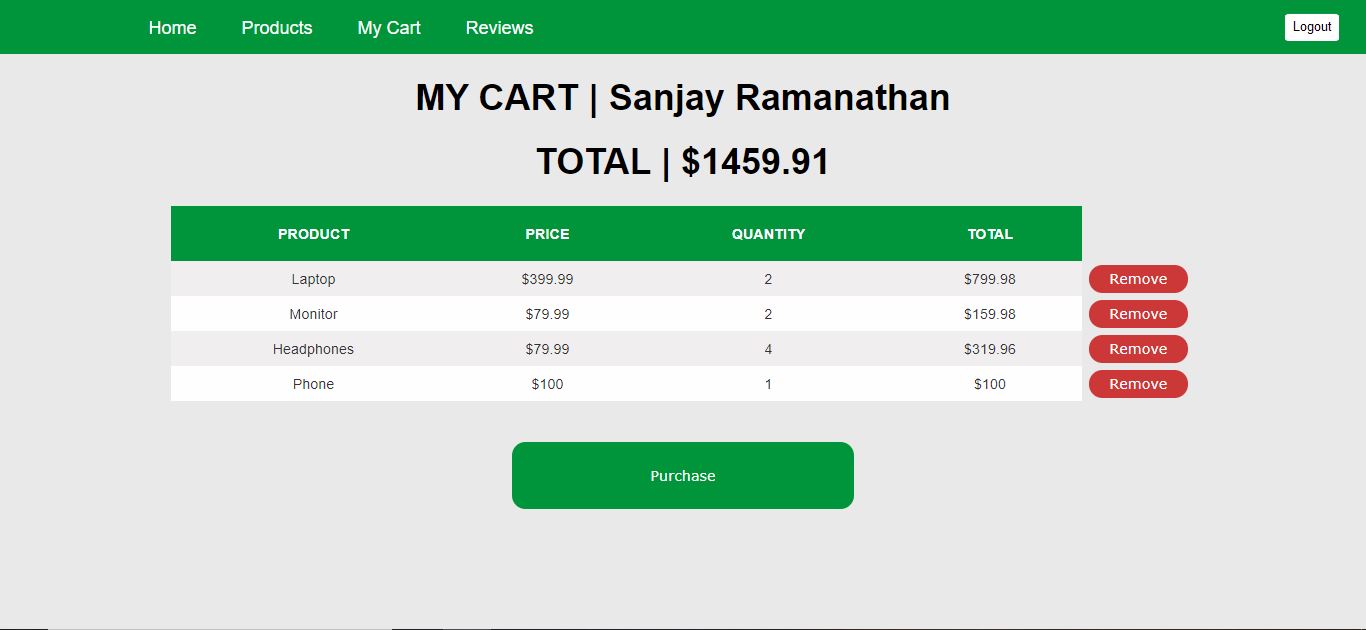 Home Products My Cart Reviews Logout
MY CART | Sanjay Ramanathan
TOTAL | $1459.91
PRODUCT PRICE QUANTITY TOTAL
Laptop $399.99 2 $799.98 Remove
Monitor $79.99 2 $159.98 Remove
Headphones $79.99 4 $319.96 Remove
Phone $100 1 $100 Remove
Purchase